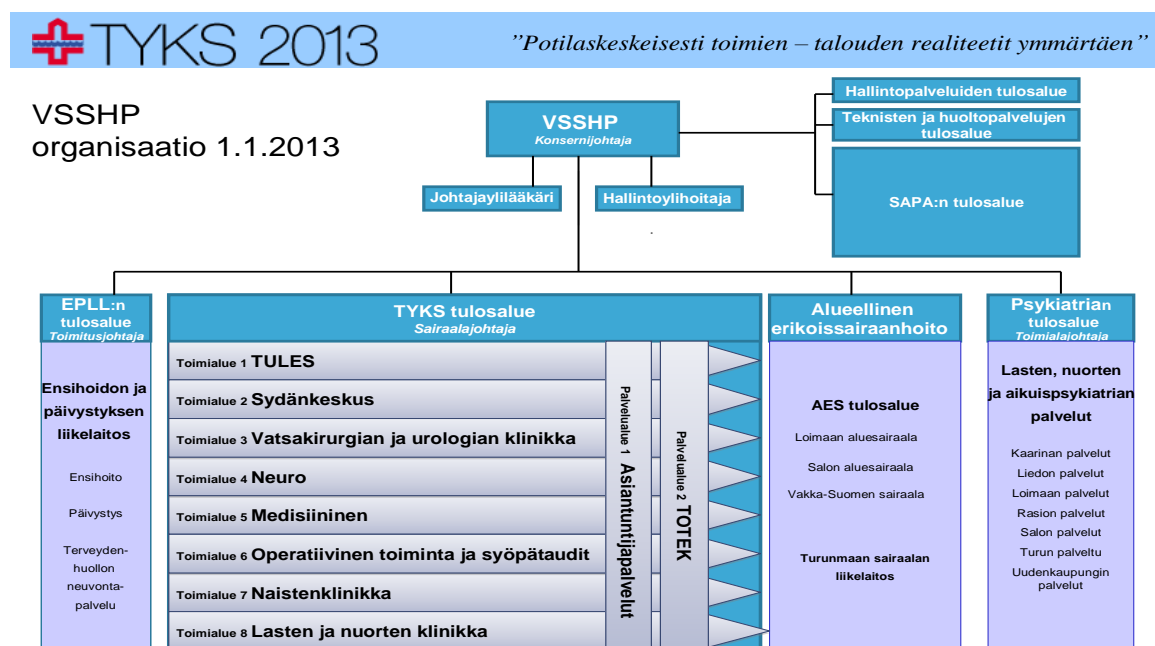 TYKS 2013
”Potilaskeskeisesti toimien – talouden realiteetit ymmärtäen”
VSSHP
organisaatio 1.1.2013
VSSHP
Konsernijohtaja
Hallintopalveluiden tulosalue
Teknisten ja huoltopalvelujen
tulosalue
SAPA:n tulosalue
Johtajaylilääkäri
Hallintoylihoitaja
EPLL:n
tulosalue
Toimitusjohtaja
Ensihoidon ja
päivystyksen
liikelaitos
Ensihoito
Päivystys
Terveyden-
huollon
neuvonta-
palvelu
TYKS tulosalue
Sairaalajohtaja
Toimialue 1 TULES
Toimialue 2 Sydänkeskus
Toimialue 3 Vatsakirurgian ja urologian klinikka
Toimialue 4 Neuro
Toimialue 5 Medisiininen
Toimialue 6 Operatiivinen toiminta ja syöpätaudit
Toimialue 7 Naistenklinikka
Toimialue 8 Lasten ja nuorten klinikka
Palvelualue 1 Asiantuntijapalvelut
Palvelualue 2 TOTEK
Alueellinen
erikoissairaanhoito
AES tulosalue
Loimaan aluesairaala
Salon aluesairaala
Vakka-Suomen sairaala
Turunmaan sairaalan
liikelaitos
Psykiatrian
tulosalue
Toimialajohtaja
Lasten, nuorten
ja aikuispsykiatrian
palvelut
Kaarinan palvelut
Liedon palvelut
Loimaan palvelut
Rasion palvelut
Salon palvelut
Turun palveltu
Uudenkaupungin
palvelut